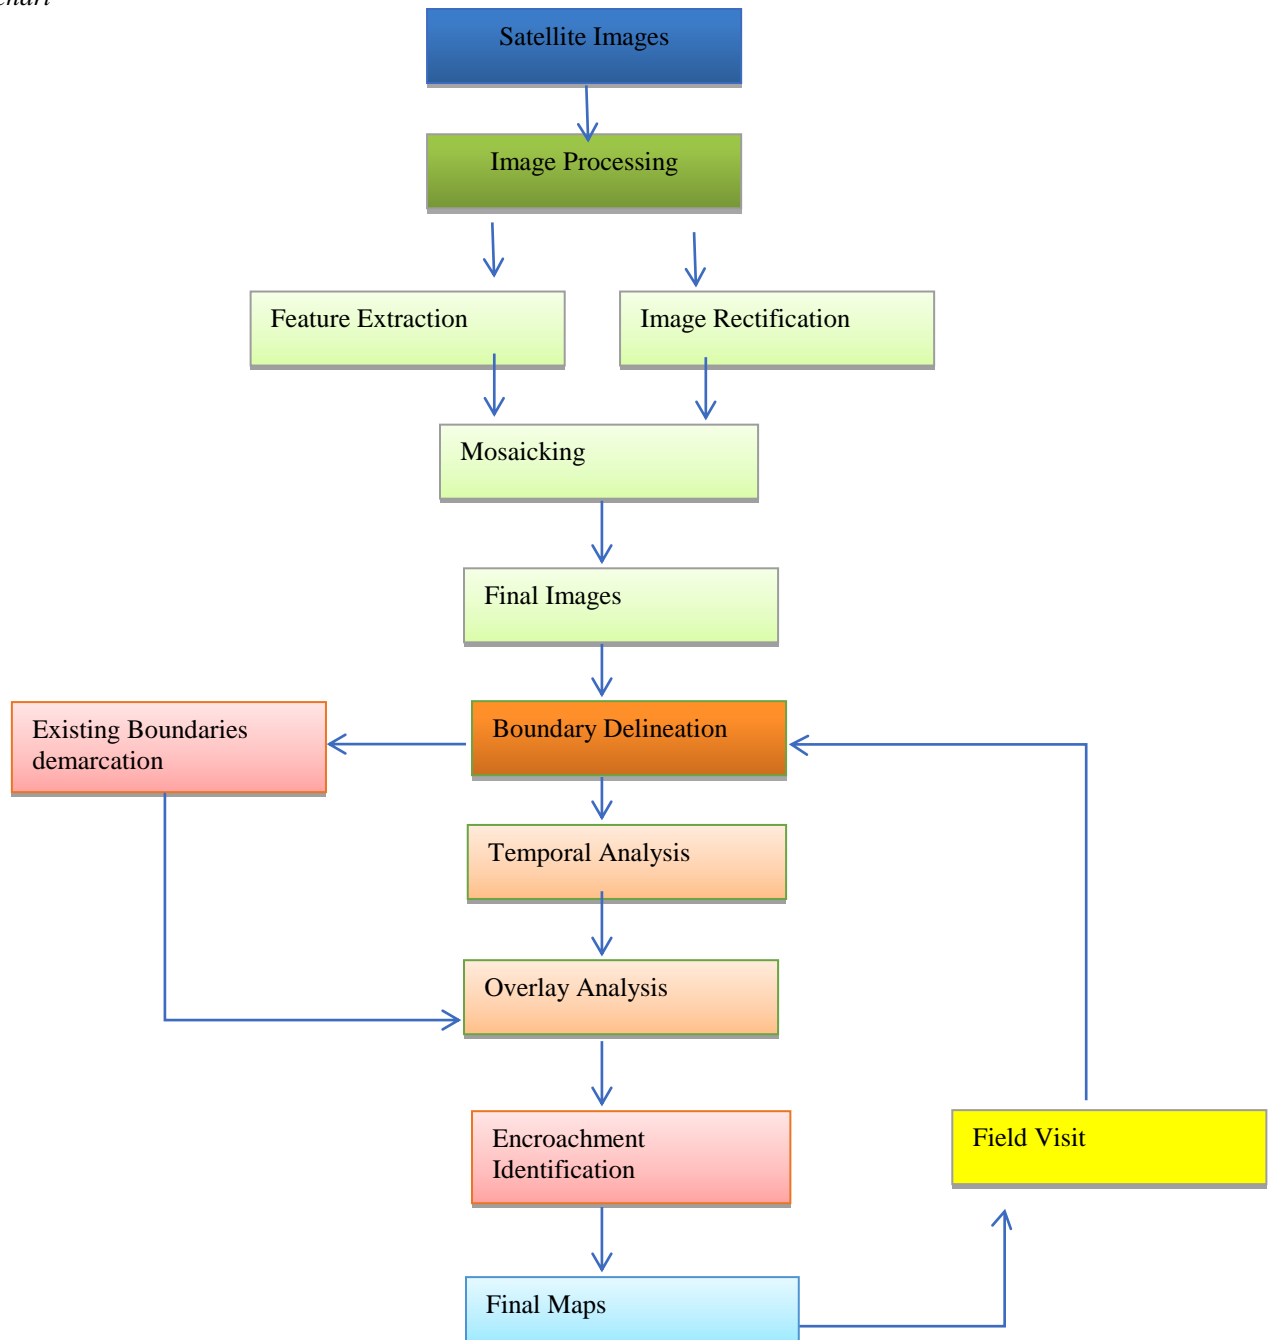 Satellite Images
Image Processing
Feature Extraction
Image Rectification
Mosaicking
Final Images
Existing Boundaries
demarcation
Boundary Delineation
Temporal Analysis
Overlay Analysis
Encroachment
Identification
Field Visit
Final Maps